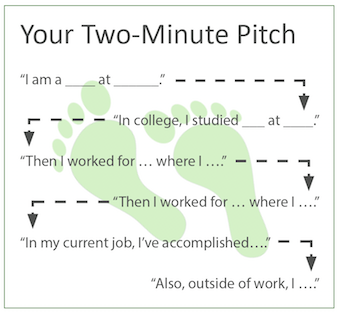 Your Two-Minute Pitch
“I am a ____ at ______.”
“In college, I studied ___ at ____.”
“Then I worked for … where I ….”
“Then I worked for … where I ….”
“In my current job, I’ve accomplished….”
“Also, outside of work, I ….”